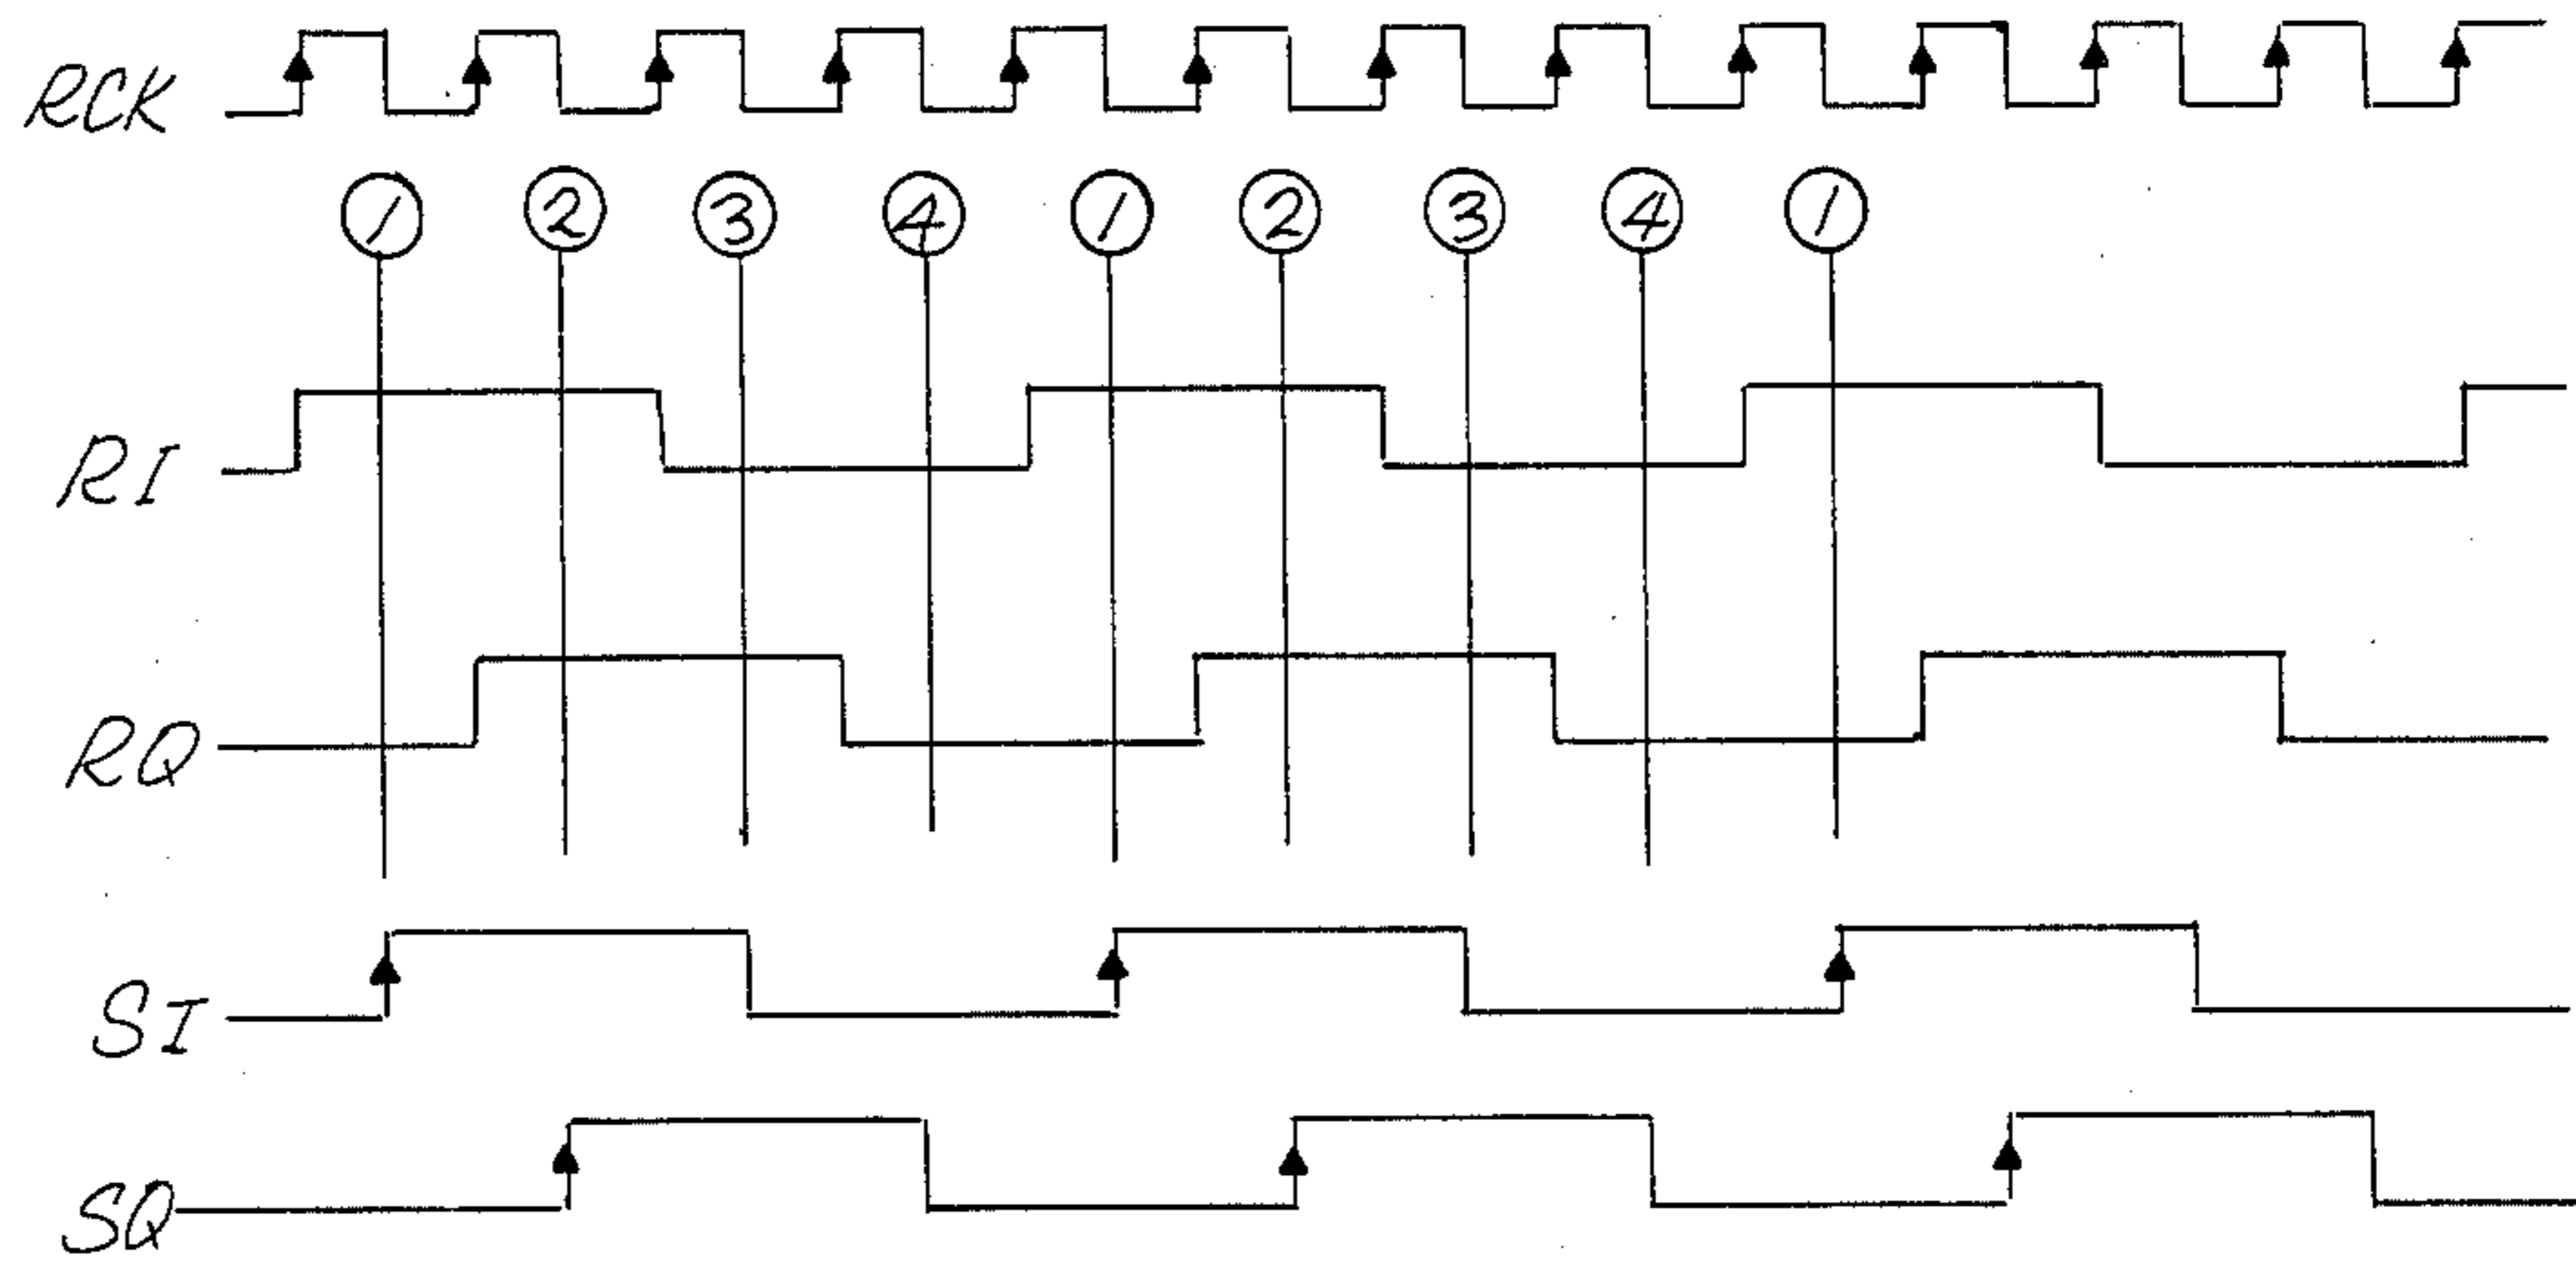 RCK
① ② ③ ④ ① ② ③ ④ ①
RI
RQ
SI
SQ